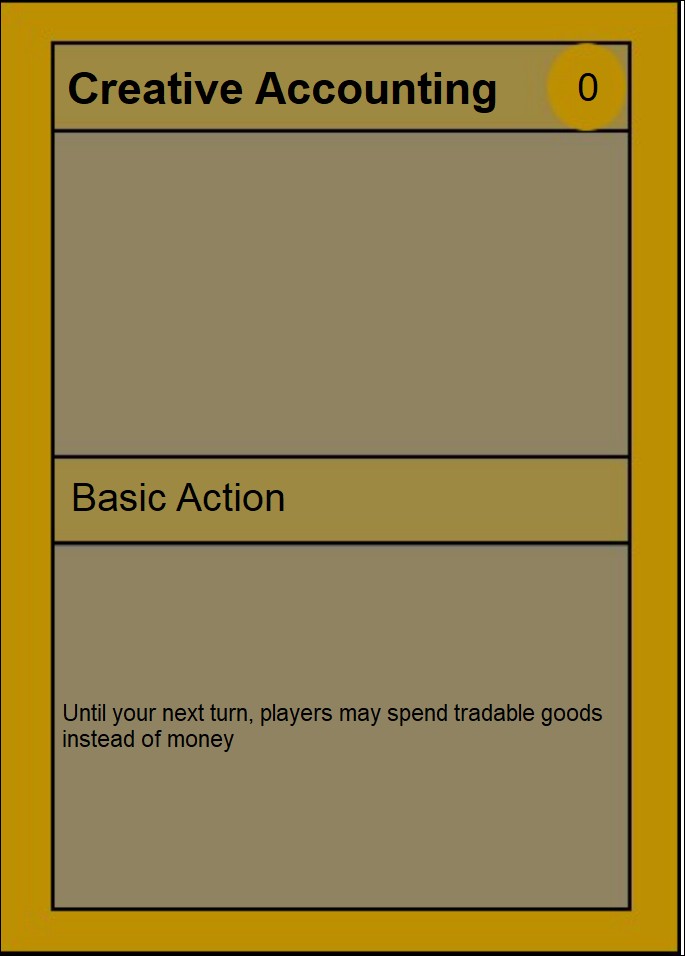 Creative Accounting
0
Basic Action
Until your next turn, players may spend tradable goods
instead of money